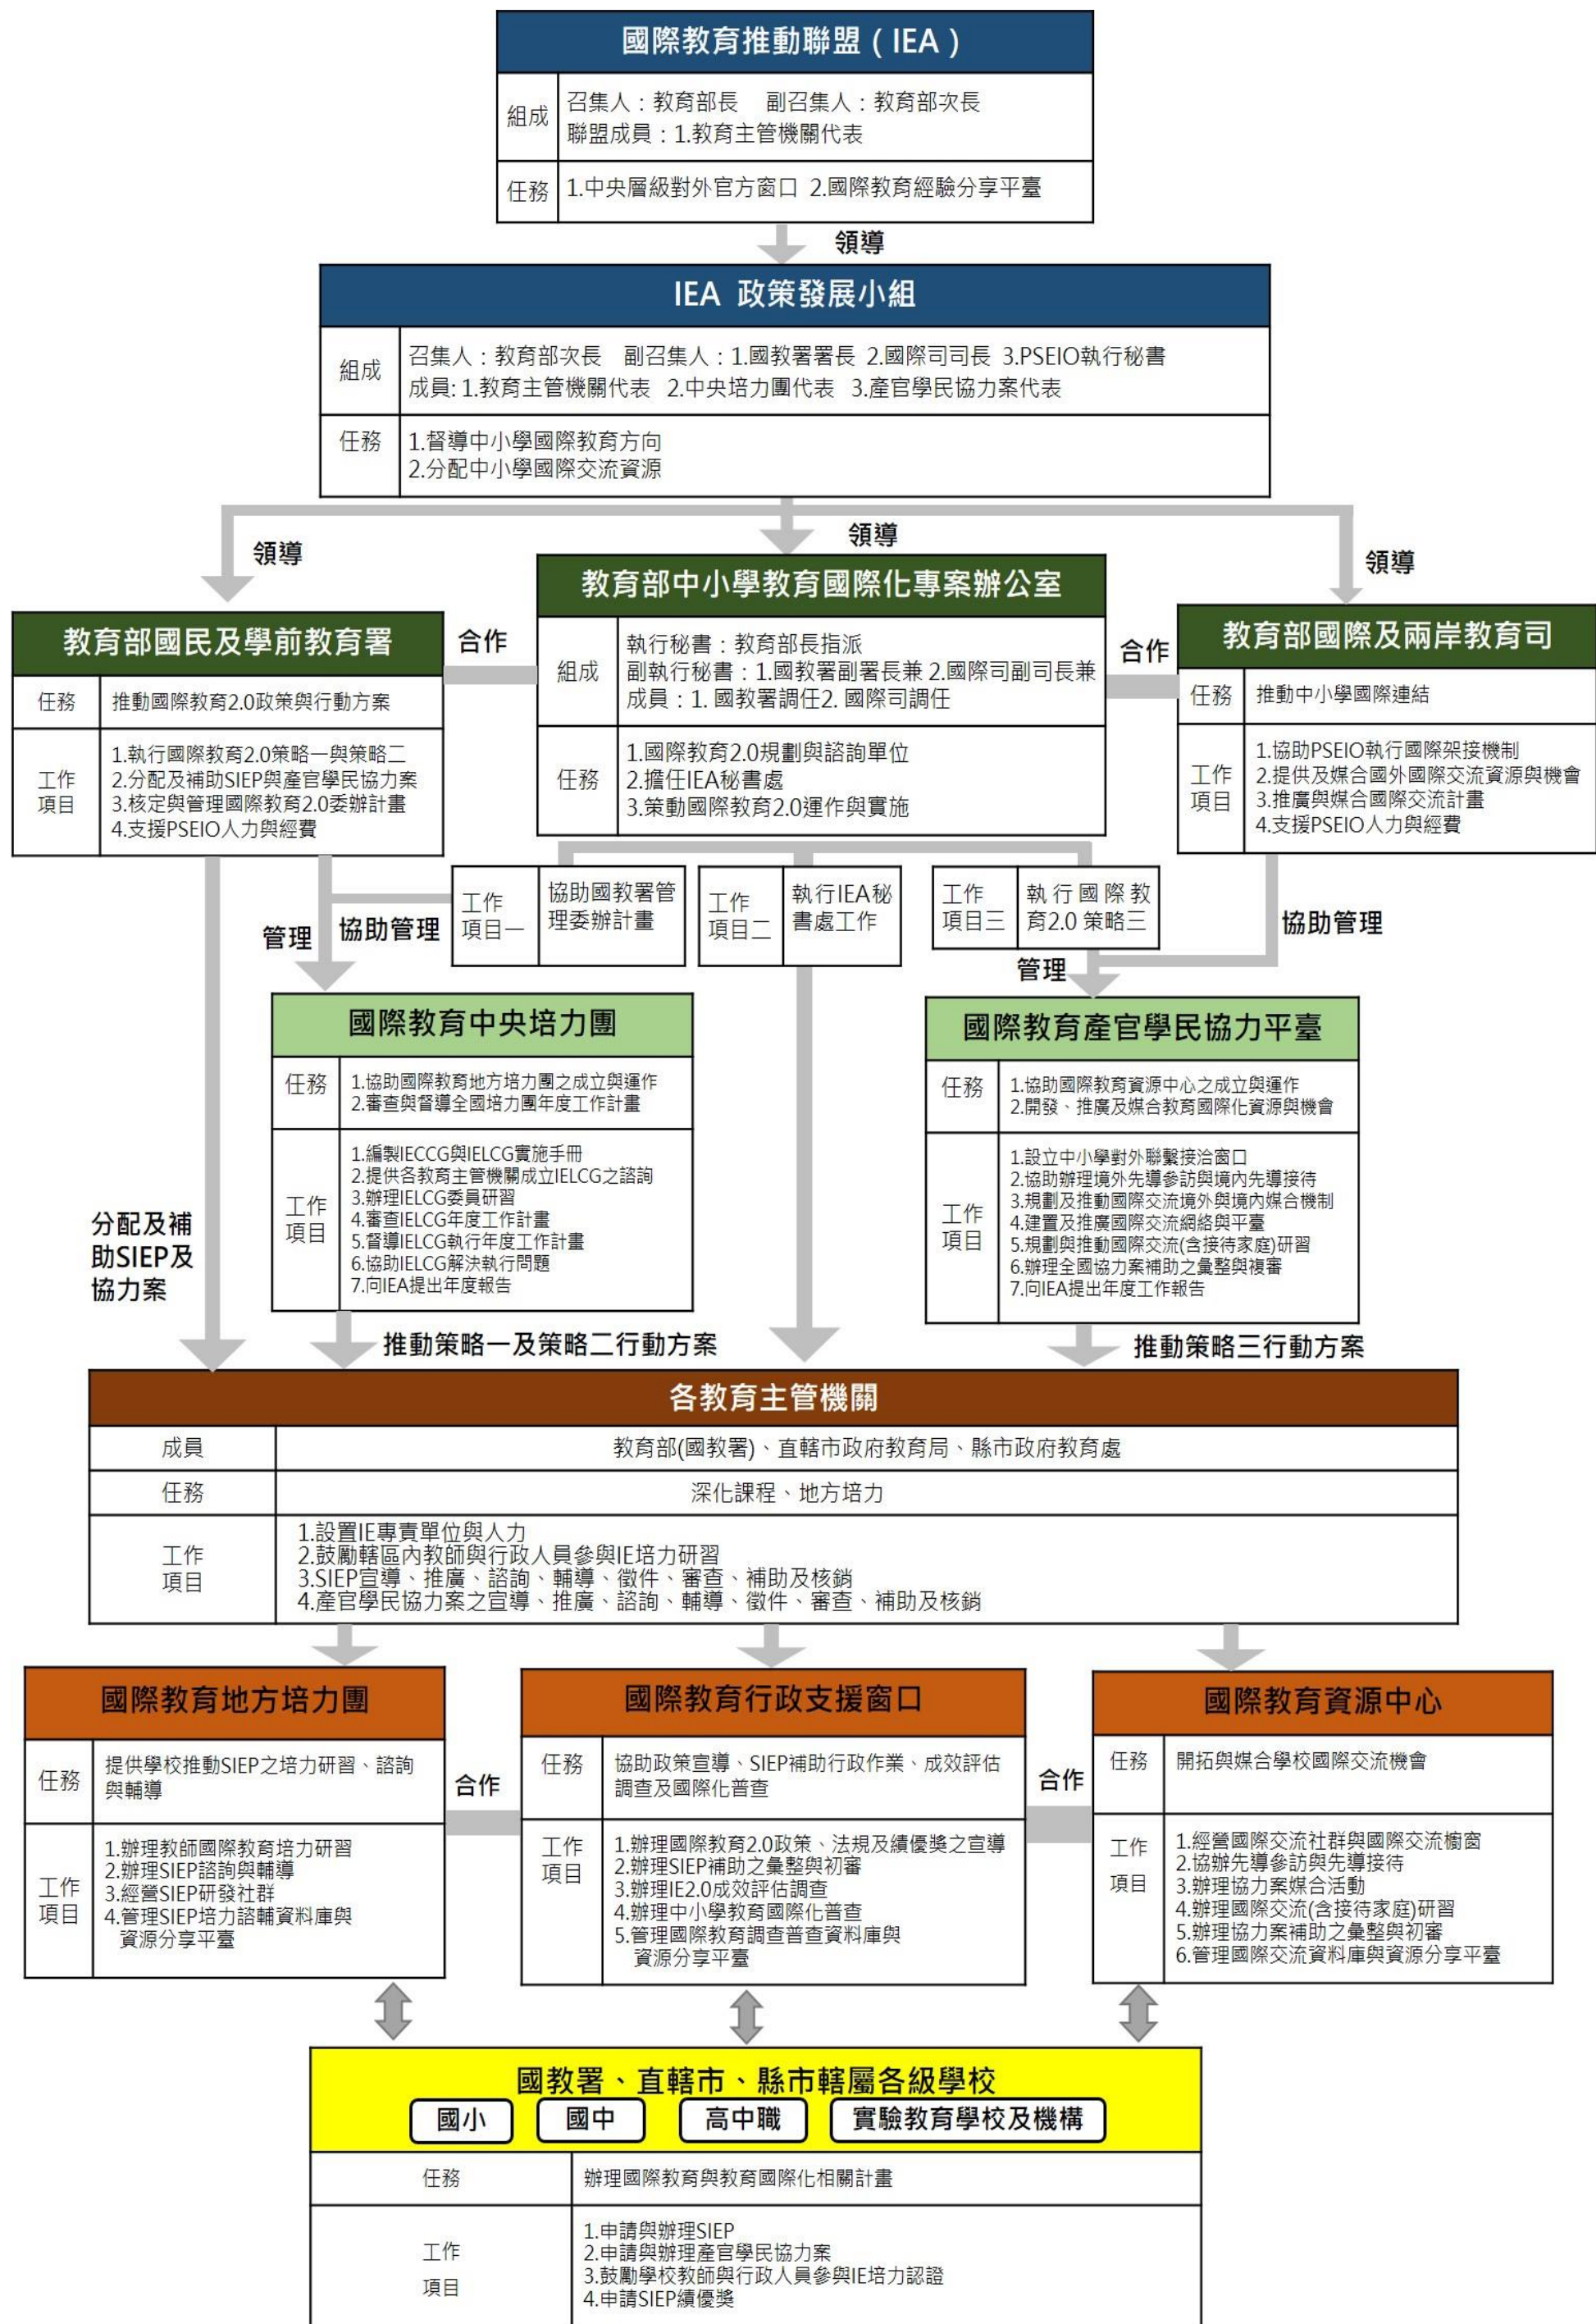 國際教育推動聯盟（IEA）
組成
召集人：教育部長　副召集人：教育部次長
聯盟成員：1.教育主管機關代表
任務
1.中央層級對外官方窗口 2.國際教育經驗分享平臺
領導
IEA 政策發展小組
組成
召集人：教育部次長　副召集人：1.國教署署長 2.國際司司長 3.PSEIO執行秘書
成員: 1.教育主管機關代表 2.中央培力團代表 3.產官學民協力案代表
任務
1.督導中小學國際教育方向
2.分配中小學國際交流資源
領導
領導
領導
教育部國民及學前教育署
任務
推動國際教育2.0政策與行動方案
工作
項目
1.執行國際教育2.0策略一與策略二
2.分配及補助SIEP與產官學民協力案
3.核定與管理國際教育2.0委辦計畫
4.支援PSEIO人力與經費
合作
教育部中小學教育國際化專案辦公室
組成
執行秘書：教育部長指派
副執行秘書：1.國教署副署長兼 2.國際司副司長兼
成員：1. 國教署調任2. 國際司調任
任務
1.國際教育2.0規劃與諮詢單位
2.擔任IEA秘書處
3.策動國際教育2.0運作與實施
合作
教育部國際及兩岸教育司
任務
推動中小學國際連結
工作
項目
1.協助PSEIO執行國際架接機制
2.提供及媒合國外國際交流資源與機會
3.推廣與媒合國際交流計畫
4.支援PSEIO人力與經費
工作
項目一
協助國教署管
理委辦計畫
工作
項目二
執行IEA秘
書處工作
工作
項目三
執行國際教
育2.0 策略三
管理
協助管理
管理
協助管理
國際教育中央培力團
任務
1.協助國際教育地方培力團之成立與運作
2.審查與督導全國培力團年度工作計畫
工作
項目
1.編製IECCG與IELCG實施手冊
2.提供各教育主管機關成立IELCG之諮詢
3.辦理IELCG委員研習
4.審查IELCG年度工作計畫
5.督導IELCG執行年度工作計畫
6.協助IELCG解決執行問題
7.向IEA提出年度報告
國際教育產官學民協力平臺
任務
1.協助國際教育資源中心之成立與運作
2.開發、推廣及媒合教育國際化資源與機會
工作
項目
1.設立中小學對外聯繫接洽窗口
2.協助辦理境外先導參訪與境內先導接待
3.規劃及推動國際交流境外與境內媒合機制
4.建置及推廣國際交流網絡與平臺
5.規劃與推動國際交流(含接待家庭)研習
6.辦理全國協力案補助之彙整與複審
7.向IEA提出年度工作報告
分配及補
助SIEP及
協力案
推動策略一及策略二行動方案
推動策略三行動方案
各教育主管機關
成員
教育部(國教署)、直轄市政府教育局、縣市政府教育處
任務
深化課程、地方培力
工作
項目
1.設置IE專責單位與人力
2.鼓勵轄區內教師與行政人員參與IE培力研習
3.SIEP宣導、推廣、諮詢、輔導、徵件、審查、補助及核銷
4.產官學民協力案之宣導、推廣、諮詢、輔導、徵件、審查、補助及核銷
國際教育地方培力團
任務
提供學校推動SIEP之培力研習、諮詢
與輔導
工作
項目
1.辦理教師國際教育培力研習
2.辦理SIEP諮詢與輔導
3.經營SIEP研發社群
4.管理SIEP培力諮輔資料庫與
資源分享平臺
合作
國際教育行政支援窗口
任務
協助政策宣導、SIEP補助行政作業、成效評估
調查及國際化普查
工作
項目
1.辦理國際教育2.0政策、法規及績優獎之宣導
2.辦理SIEP補助之彙整與初審
3.辦理IE2.0成效評估調查
4.辦理中小學教育國際化普查
5.管理國際教育調查普查資料庫與
資源分享平臺
合作
國際教育資源中心
任務
開拓與媒合學校國際交流機會
工作
項目
1.經營國際交流社群與國際交流櫥窗
2.協辦先導參訪與先導接待
3.辦理協力案媒合活動
4.辦理國際交流(含接待家庭)研習
5.辦理協力案補助之彙整與初審
6.管理國際交流資料庫與資源分享平臺
國教署、直轄市、縣市轄屬各級學校
國小
國中
高中職
實驗教育學校及機構
任務
辦理國際教育與教育國際化相關計畫
工作
項目
1.申請與辦理SIEP
2.申請與辦理產官學民協力案
3.鼓勵學校教師與行政人員參與IE培力認證
4.申請SIEP績優獎